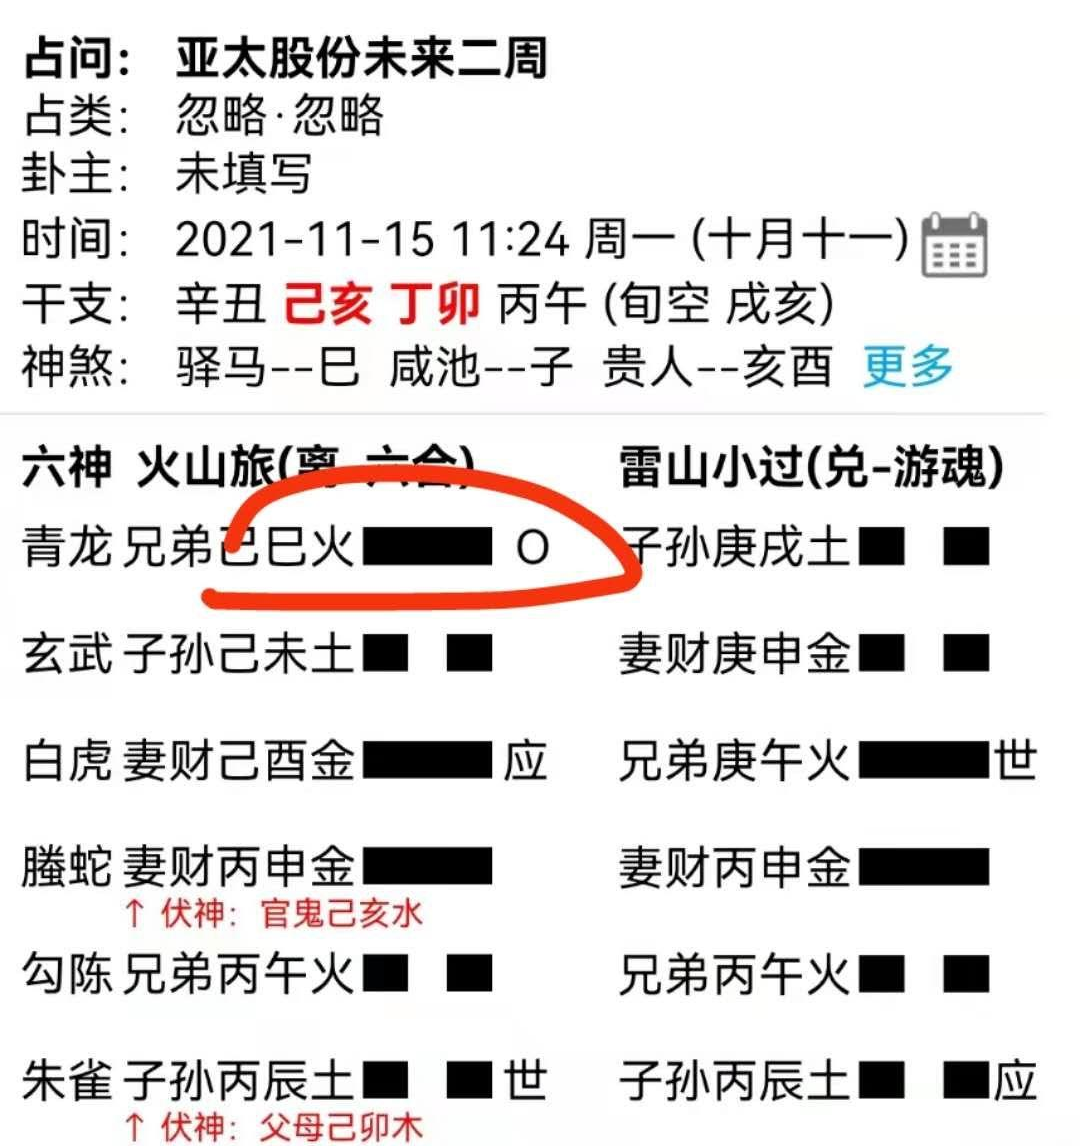 占问： 亚太股份未来二周
占类： 忽略·忽略
卦主： 未填写
时间： 2021-11-15 11:24 周一 (十月十一)
干支： 辛丑 己亥 丁卯 丙午 (旬空 戌亥)
神煞： 驿马--巳 咸池--子 贵人--亥酉 更多
六神 火山旅(离-六合) 雷山小过(兑-游魂)
青龙 兄弟己巳火 O 子孙庚戌土
玄武 子孙己未土 妻财庚申金
白虎 妻财己酉金 应 兄弟庚午火 世
螣蛇 妻财丙申金 妻财丙申金
↑ 伏神：官鬼己亥水
勾陈 兄弟丙午火 兄弟丙午火
朱雀 子孙丙辰土 世 子孙丙辰土 应
↑ 伏神：父母己卯木